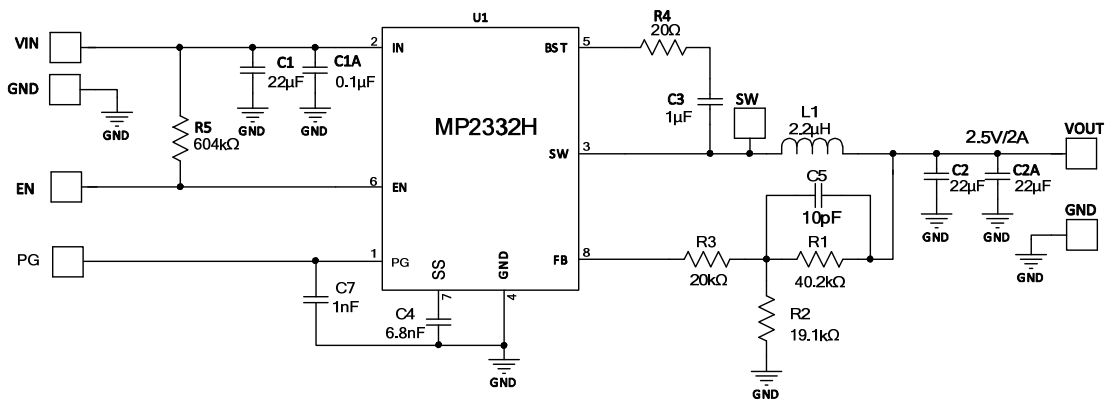 U1
VIN
2
IN
BST
5
R4
20Ω
C1
22µF
C1A
0.1µF
GND
GND
GND
GND
R5
604kΩ
MP2332H
C3
1µF
SW
L1
2.2µH
SW
3
2.5V/2A
VOUT
EN
6
EN
C5
10pF
C2
22µF
C2A
22µF
GND
GND
GND
GND
PG
1
PG
SS
GND
FB
8
R3
20kΩ
R1
40.2kΩ
C7
1nF
7
4
C4
6.8nF
R2
19.1kΩ
GND
GND